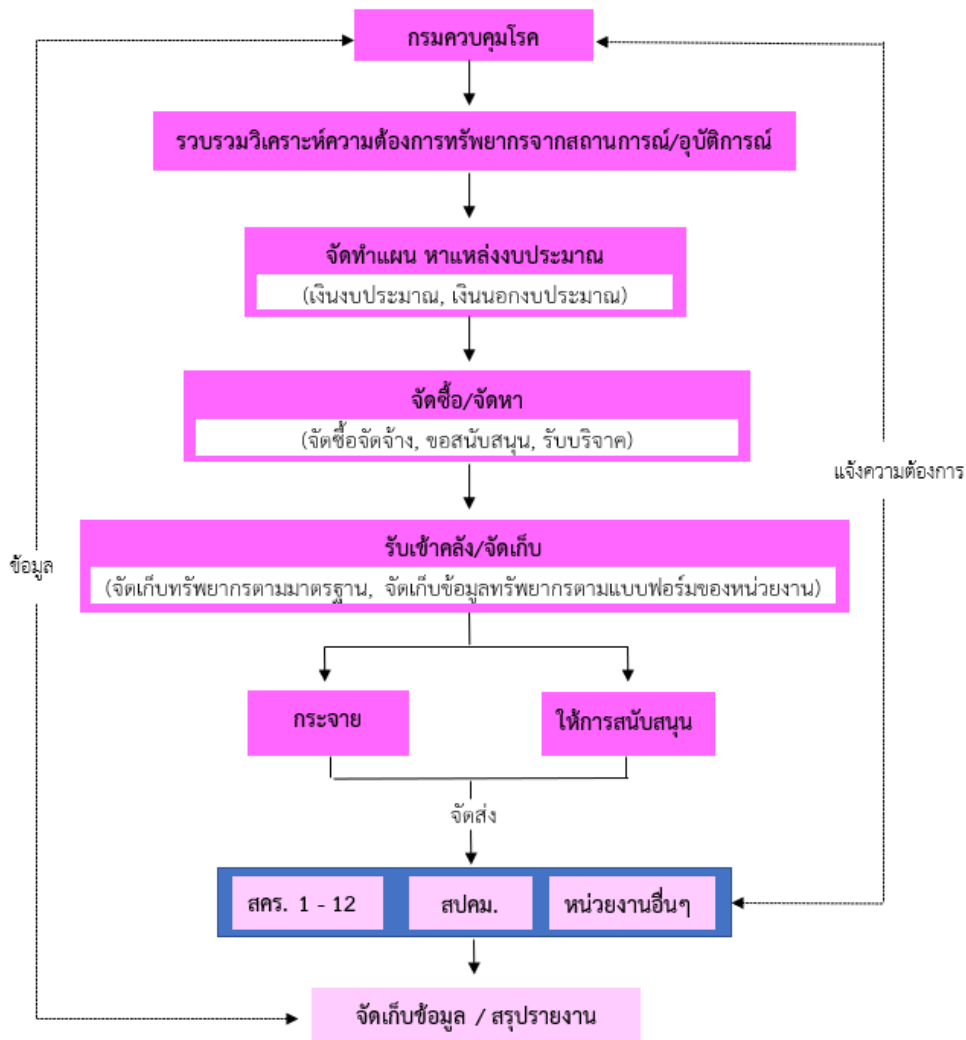 กรมควบคุมโรค
รวบรวมวิเคราะห์ความต้องการทรัพยากรจากสถานการณ์/อุบัติการณ์
จัดทำแผน หาแหล่งงบประมาณ
(เงินงบประมาณ, เงินนอกงบประมาณ)
จัดซื้อ/จัดหา
(จัดซื้อจัดจ้าง, ขอสนับสนุน, รับบริจาค)
แจ้งความต้องการ
รับเข้าคลัง/จัดเก็บ
ข้อมูล
(จัดเก็บทรัพยากรตามมาตรฐาน, จัดเก็บข้อมูลทรัพยากรตามแบบฟอร์มของหน่วยงาน)
กระจาย
ให้การสนับสนุน
จัดส่ง
สคร. 1 - 12
สปคม.
หน่วยงานอื่นๆ
จัดเก็บข้อมูล / สรุปรายงาน